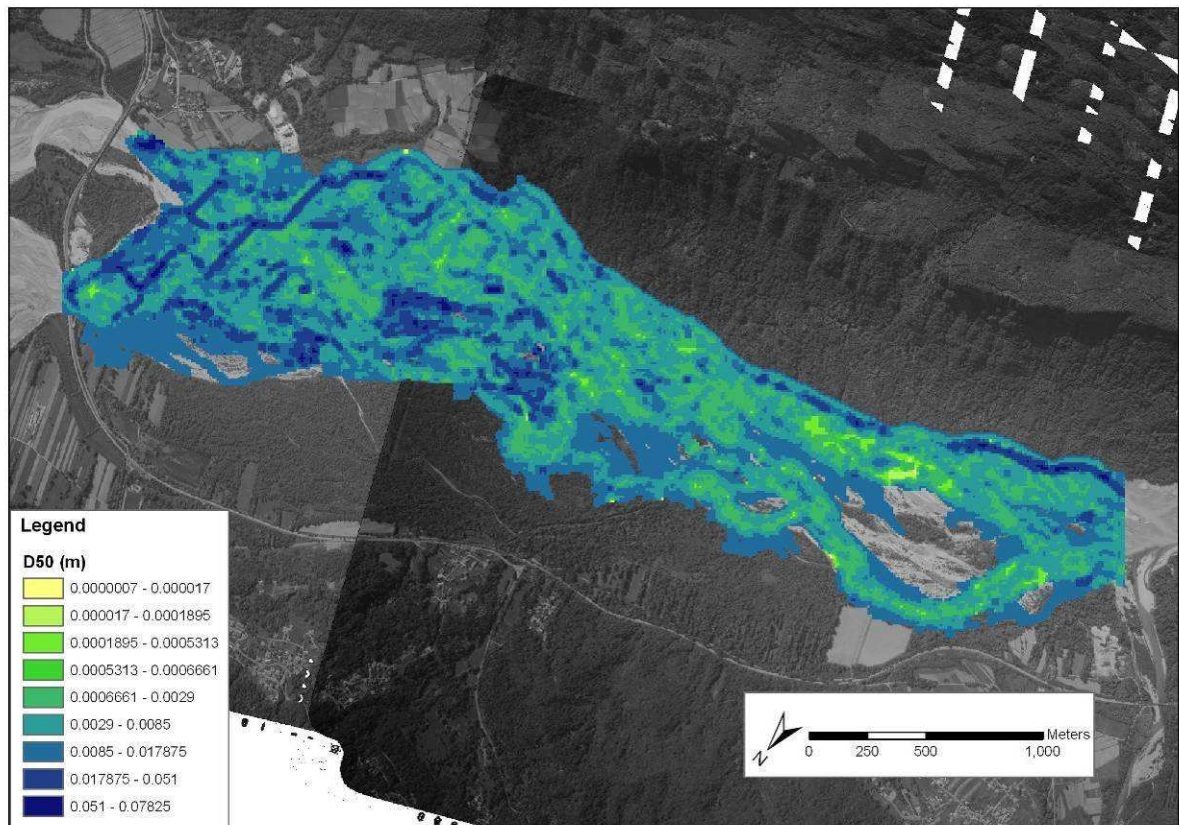 Legend
D50 (m)
0.0000007 - 0.000017
0.000017 - 0.0001895
0.0001895 - 0.0005313
0.0005313 - 0.0006661
0.0006661 - 0.0029
0.0029 - 0.0085
0.0085 - 0.017875
0.017875 - 0.051
0.051 - 0.07825
N
Meters
0 250 500 1,000